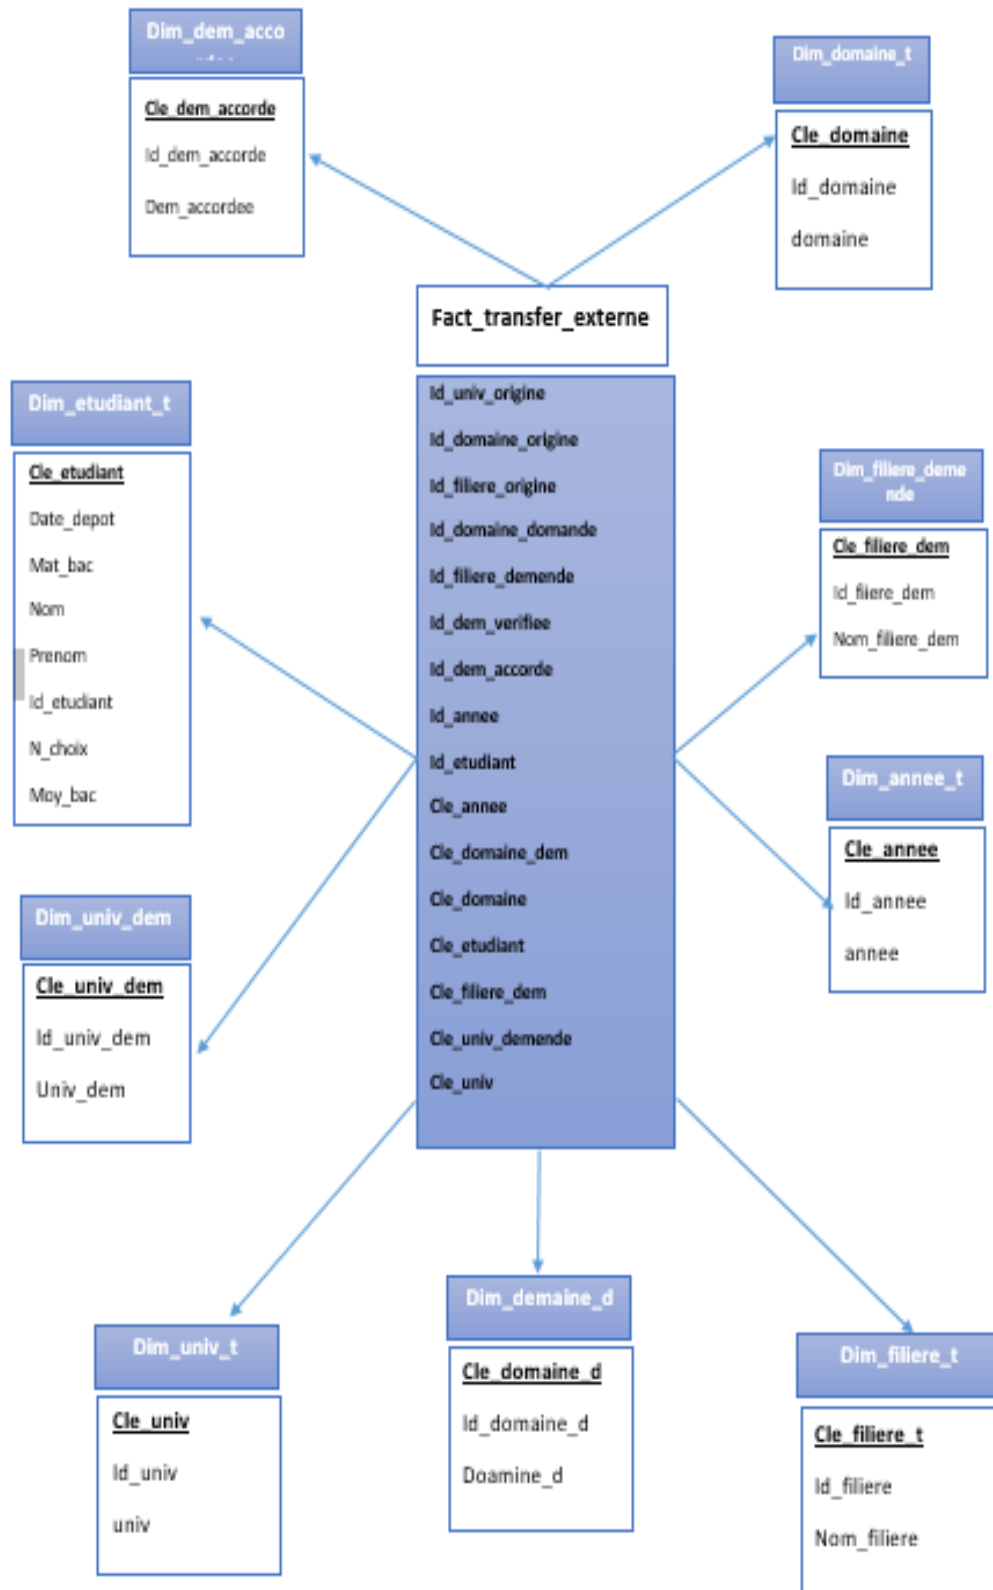 Dim_dem_acco
Cle_dem_accorde
Id_dem_accorde
Dem_accordee
Dim_domaine_t
Cle_domaine
Id_domaine
domaine
Fact_transfer_externe
Id_univ_origine
Id_domaine_origine
Id_filiere_origine
Id_domaine_domande
Id_filiere_demende
Id_dem_verifiee
Id_dem_accorde
Id_annee
Id_etudiant
Cle_annee
Cle_domaine_dem
Cle_domaine
Cle_etudiant
Cle_filiere_dem
Cle_univ_demende
Cle_univ
Dim_etudiant_t
Cle_etudiant
Date_depot
Mat_bac
Nom
Prenom
Id_etudiant
N_choix
Moy_bac
Dim_filiere_deme
nde
Cle_filiere_dem
Id_fliere_dem
Nom_filiere_dem
Dim_annee_t
Cle_annee
Id_annee
annee
Dim_univ_dem
Cle_univ_dem
Id_univ_dem
Univ_dem
Dim_univ_t
Cle_univ
Id_univ
univ
Dim_demaine_d
Cle_domaine_d
Id_domaine_d
Doamine_d
Dim_filiere_t
Cle_filiere_t
Id_filiere
Nom_filiere